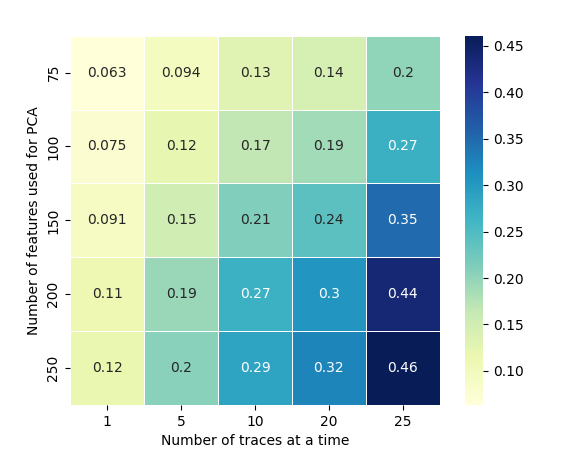 75 0.063 0.094 0.13 0.14 0.2
100 0.075 0.12 0.17 0.19 0.27
150 0.091 0.15 0.21 0.24 0.35
200 0.11 0.19 0.27 0.3 0.44
250 0.12 0.2 0.29 0.32 0.46
1 5 10 20 25
Number of traces at a time
Number of features used for PCA
0.45
0.40
0.35
0.30
0.25
0.20
0.15
0.10